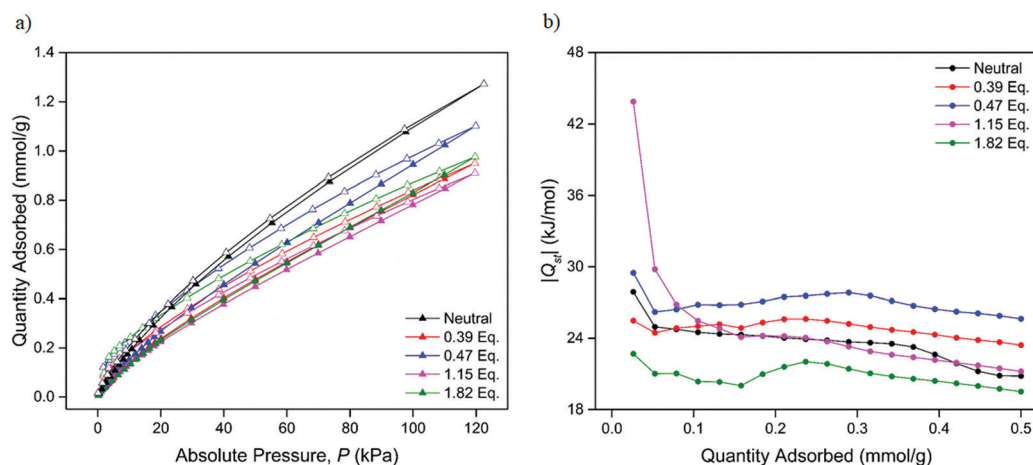 a)
Quantity Adsorbed (mmol/g)
1.4
1.2
1.0
0.8
0.6
0.4
0.2
0.0
Neutral
0.39 Eq.
0.47 Eq.
1.15 Eq.
1.82 Eq.
0 20 40 60 80 100 120
Absolute Pressure, P (kPa)
b)
|Qst| (kJ/mol)
48
42
36
30
24
18
Neutral
0.39 Eq.
0.47 Eq.
1.15 Eq.
1.82 Eq.
0.0 0.1 0.2 0.3 0.4 0.5
Quantity Adsorbed (mmol/g)